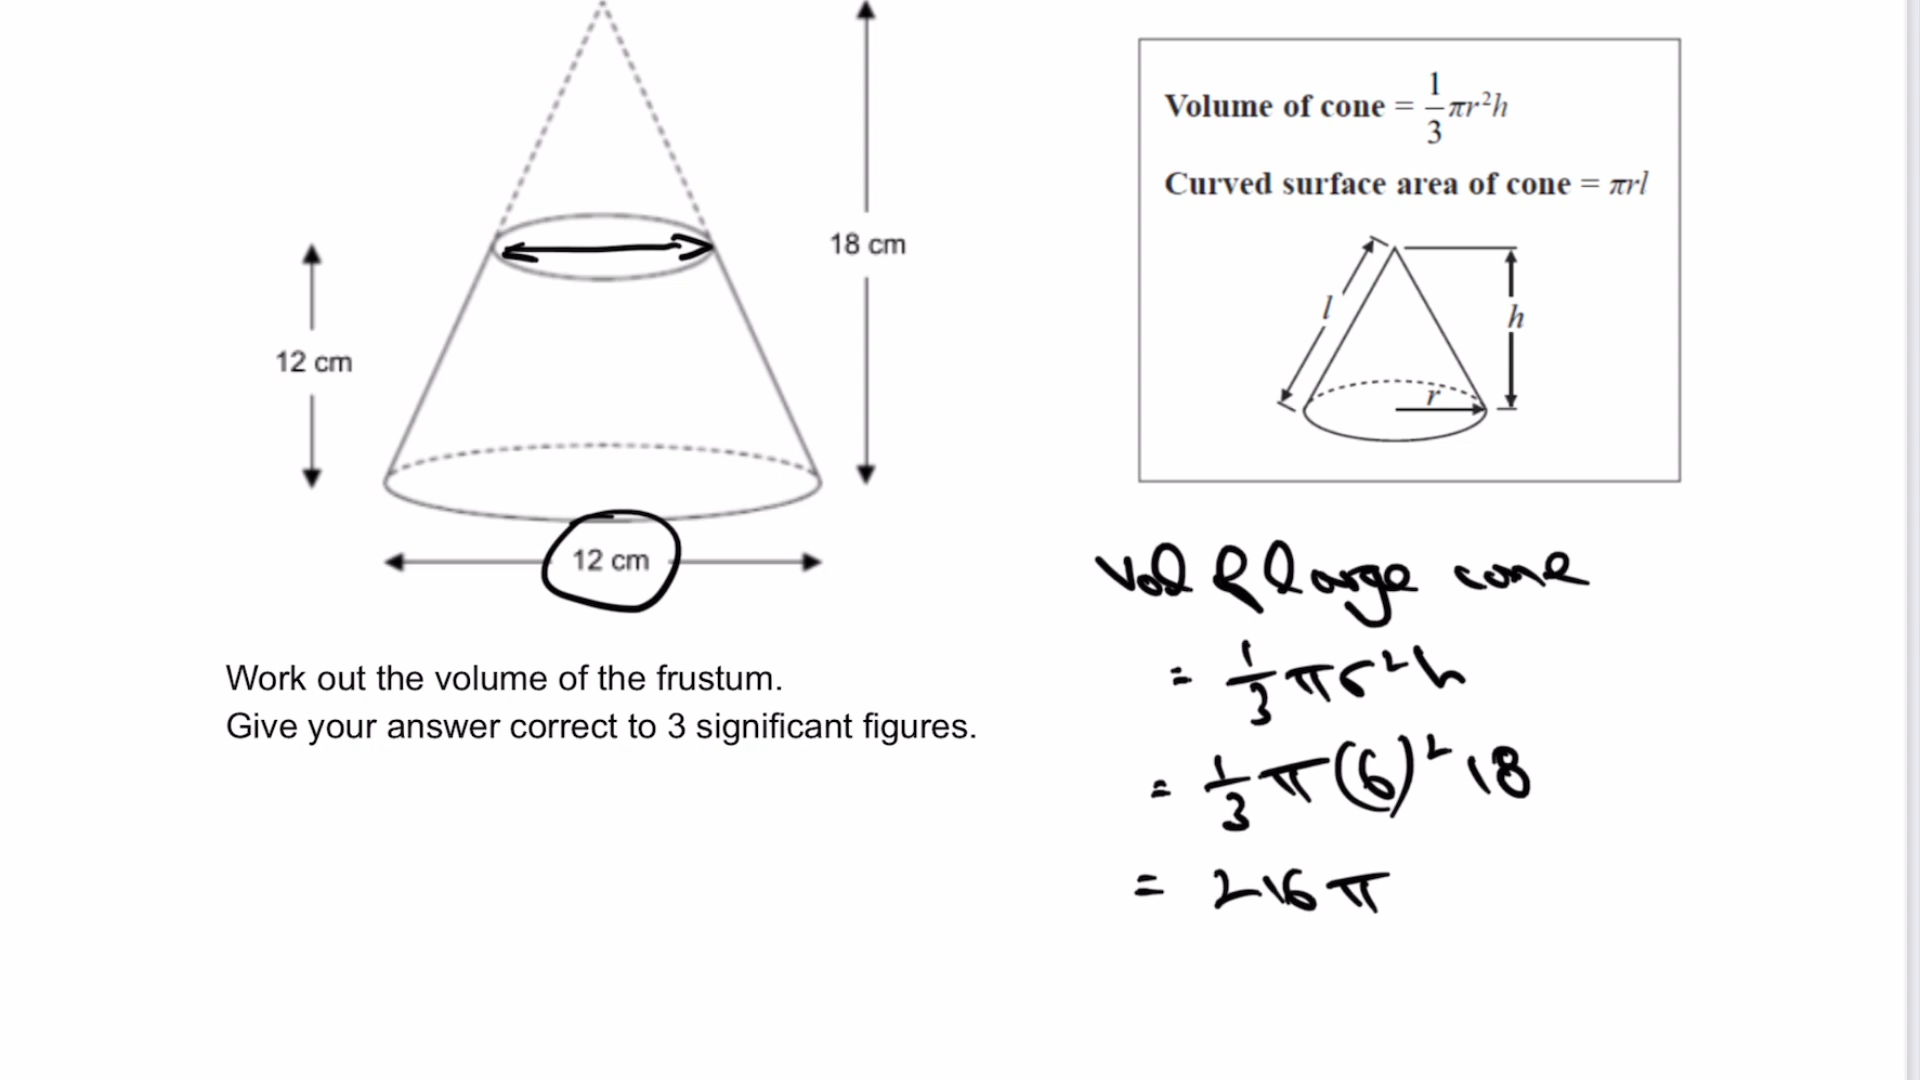 Volume of cone = 1/3 πr²h
Curved surface area of cone = πrl
18 cm
l
h
12 cm
r
12 cm
Vol of large cone
= 1/3 πr²h
Work out the volume of the frustum.
Give your answer correct to 3 significant figures.
= 1/3 π(6)² 18
= 216π